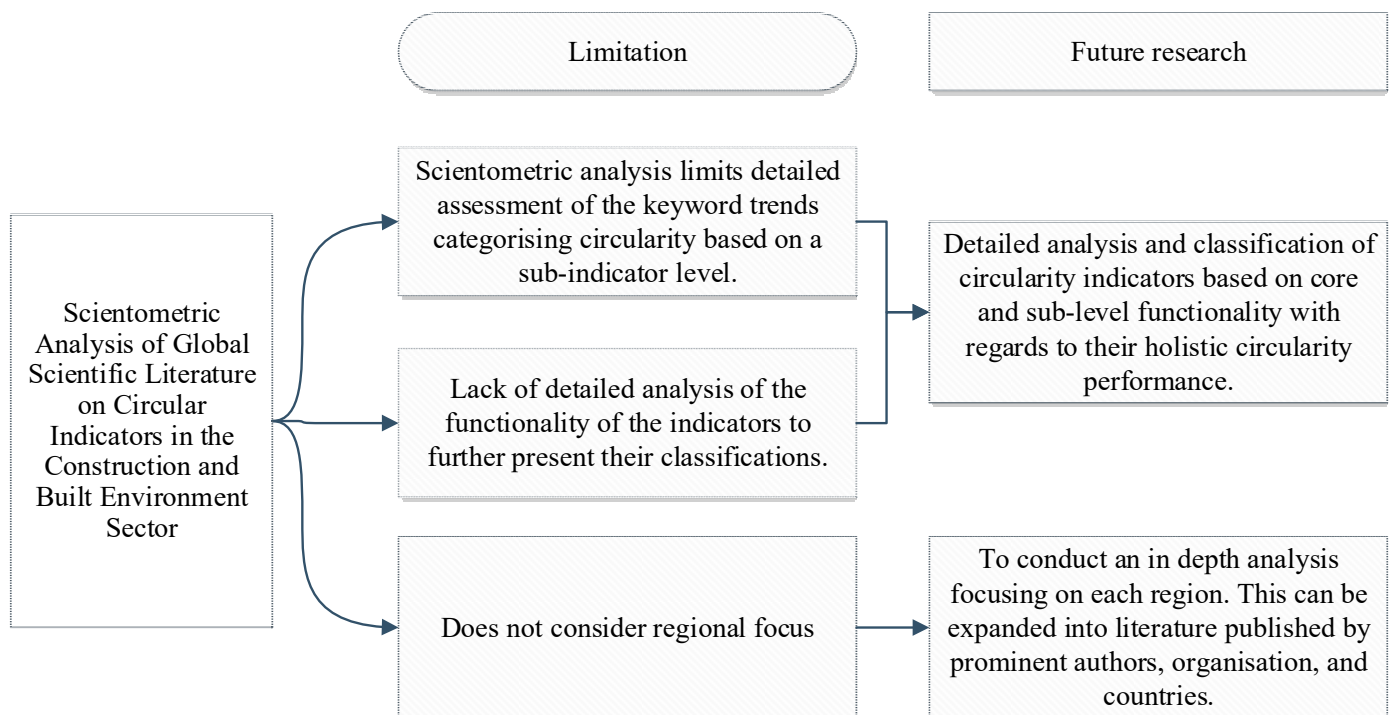 Limitation
Future research
Scientometric
Analysis of Global
Scientific Literature
on Circular
Indicators in the
Construction and
Built Environment
Sector
Scientometric analysis limits detailed
assessment of the keyword trends
categorising circularity based on a
sub-indicator level.
Lack of detailed analysis of the
functionality of the indicators to
further present their classifications.
Does not consider regional focus
Detailed analysis and classification of
circularity indicators based on core
and sub-level functionality with
regards to their holistic circularity
performance.
To conduct an in depth analysis
focusing on each region. This can be
expanded into literature published by
prominent authors, organisation, and
countries.